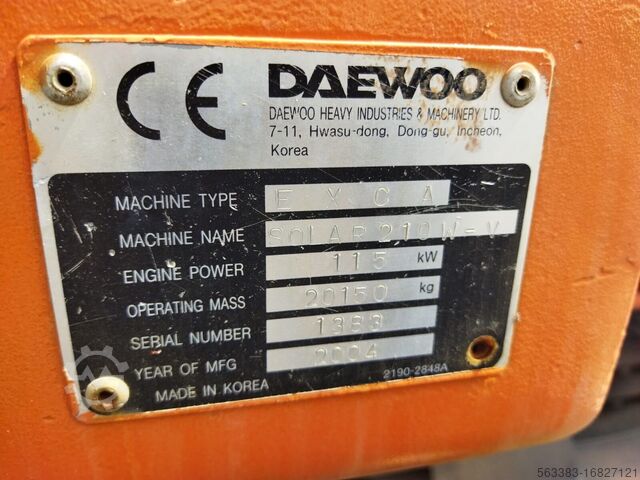 CE DAEWOO
DAEWOO HEAVY INDUSTRIES & MACHINERY LTD.
7-11, Hwasu-dong, Dong-gu, Incheon,
Korea
MACHINE TYPE EXCA
MACHINE NAME SOLAR 210W-V
ENGINE POWER 115 kW
OPERATING MASS 20150 kg
SERIAL NUMBER 1383
YEAR OF MFG 2004
MADE IN KOREA 2190-2848A
563383-16827121